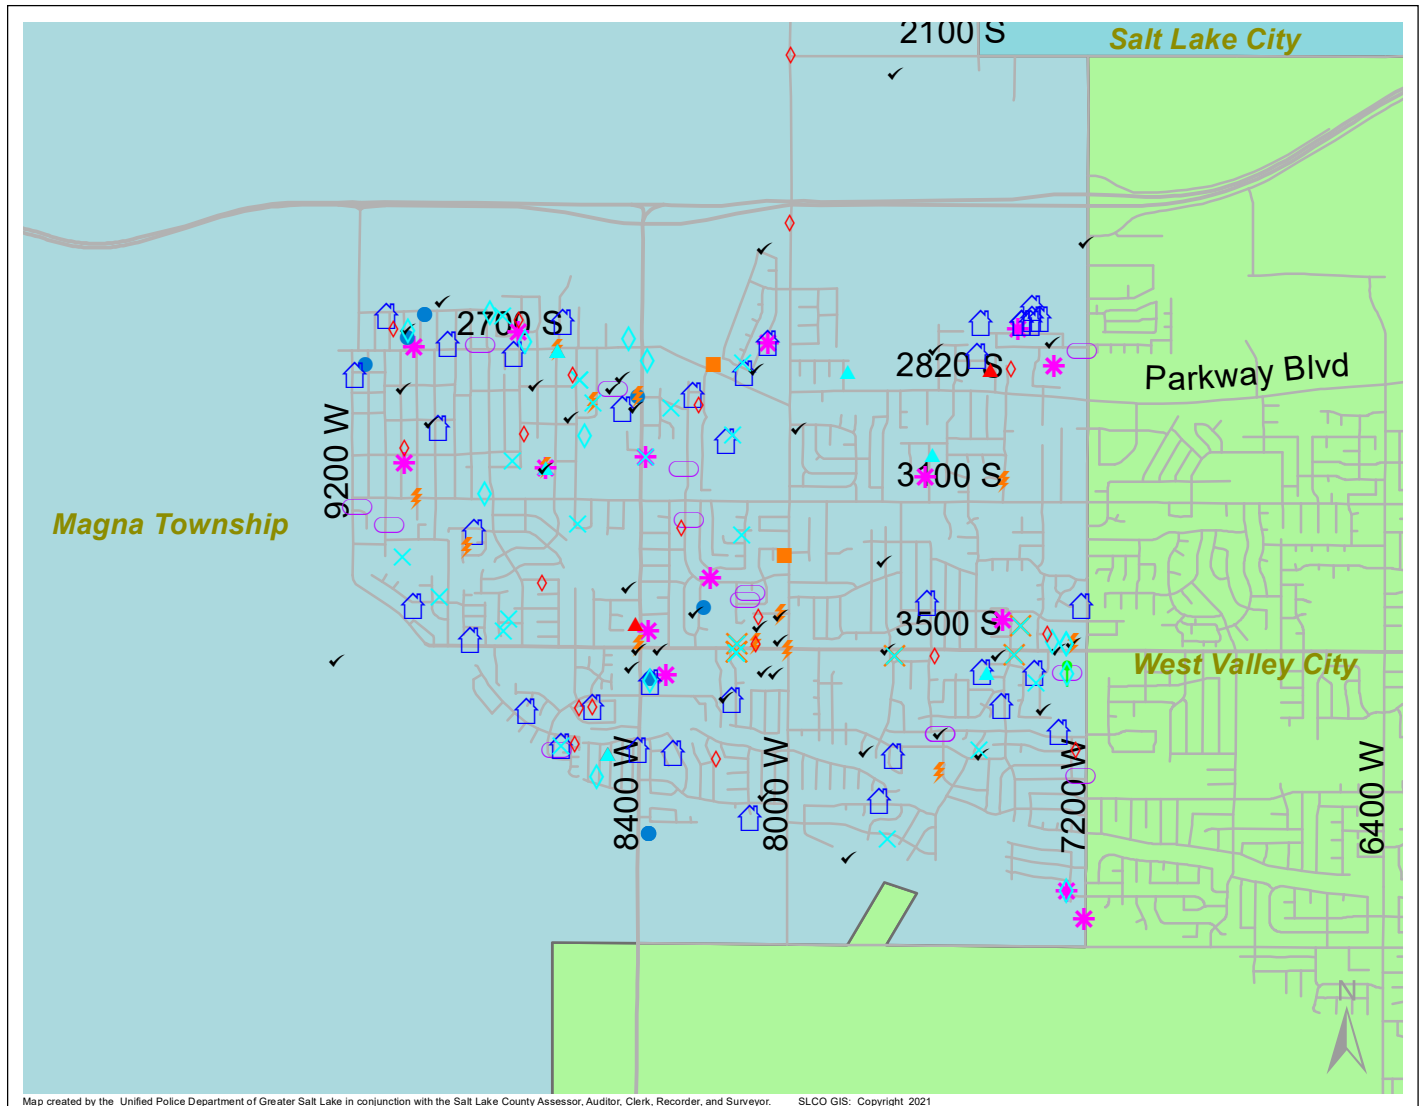 2100 S
Salt Lake City
2700 S
2820 S
Parkway Blvd
9200 W
3100 S
Magna Township
3500 S
West Valley City
8400 W
8000 W
7200 W
6400 W
N
Map created by the Unified Police Department of Greater Salt Lake in conjunction with the Salt Lake County Assessor, Auditor, Clerk, Recorder, and Surveyor. SLCO GIS: Copyright 2021